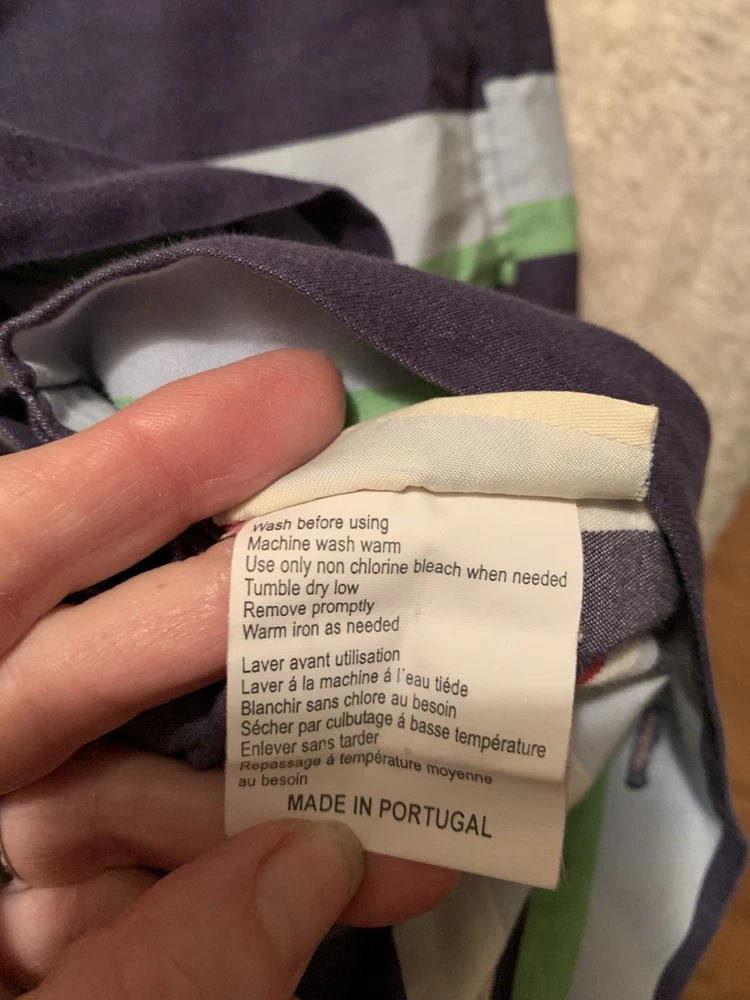 Wash before using
Machine wash warm
Use only non chlorine bleach when needed
Tumble dry low
Remove promptly
Warm iron as needed
Laver avant utilisation
Laver á la machine á l'eau tiéde
Blanchir sans chlore au besoin
Sécher par culbutage á basse température
Enlever sans tarder
Repassage á température moyenne
au besoin
MADE IN PORTUGAL